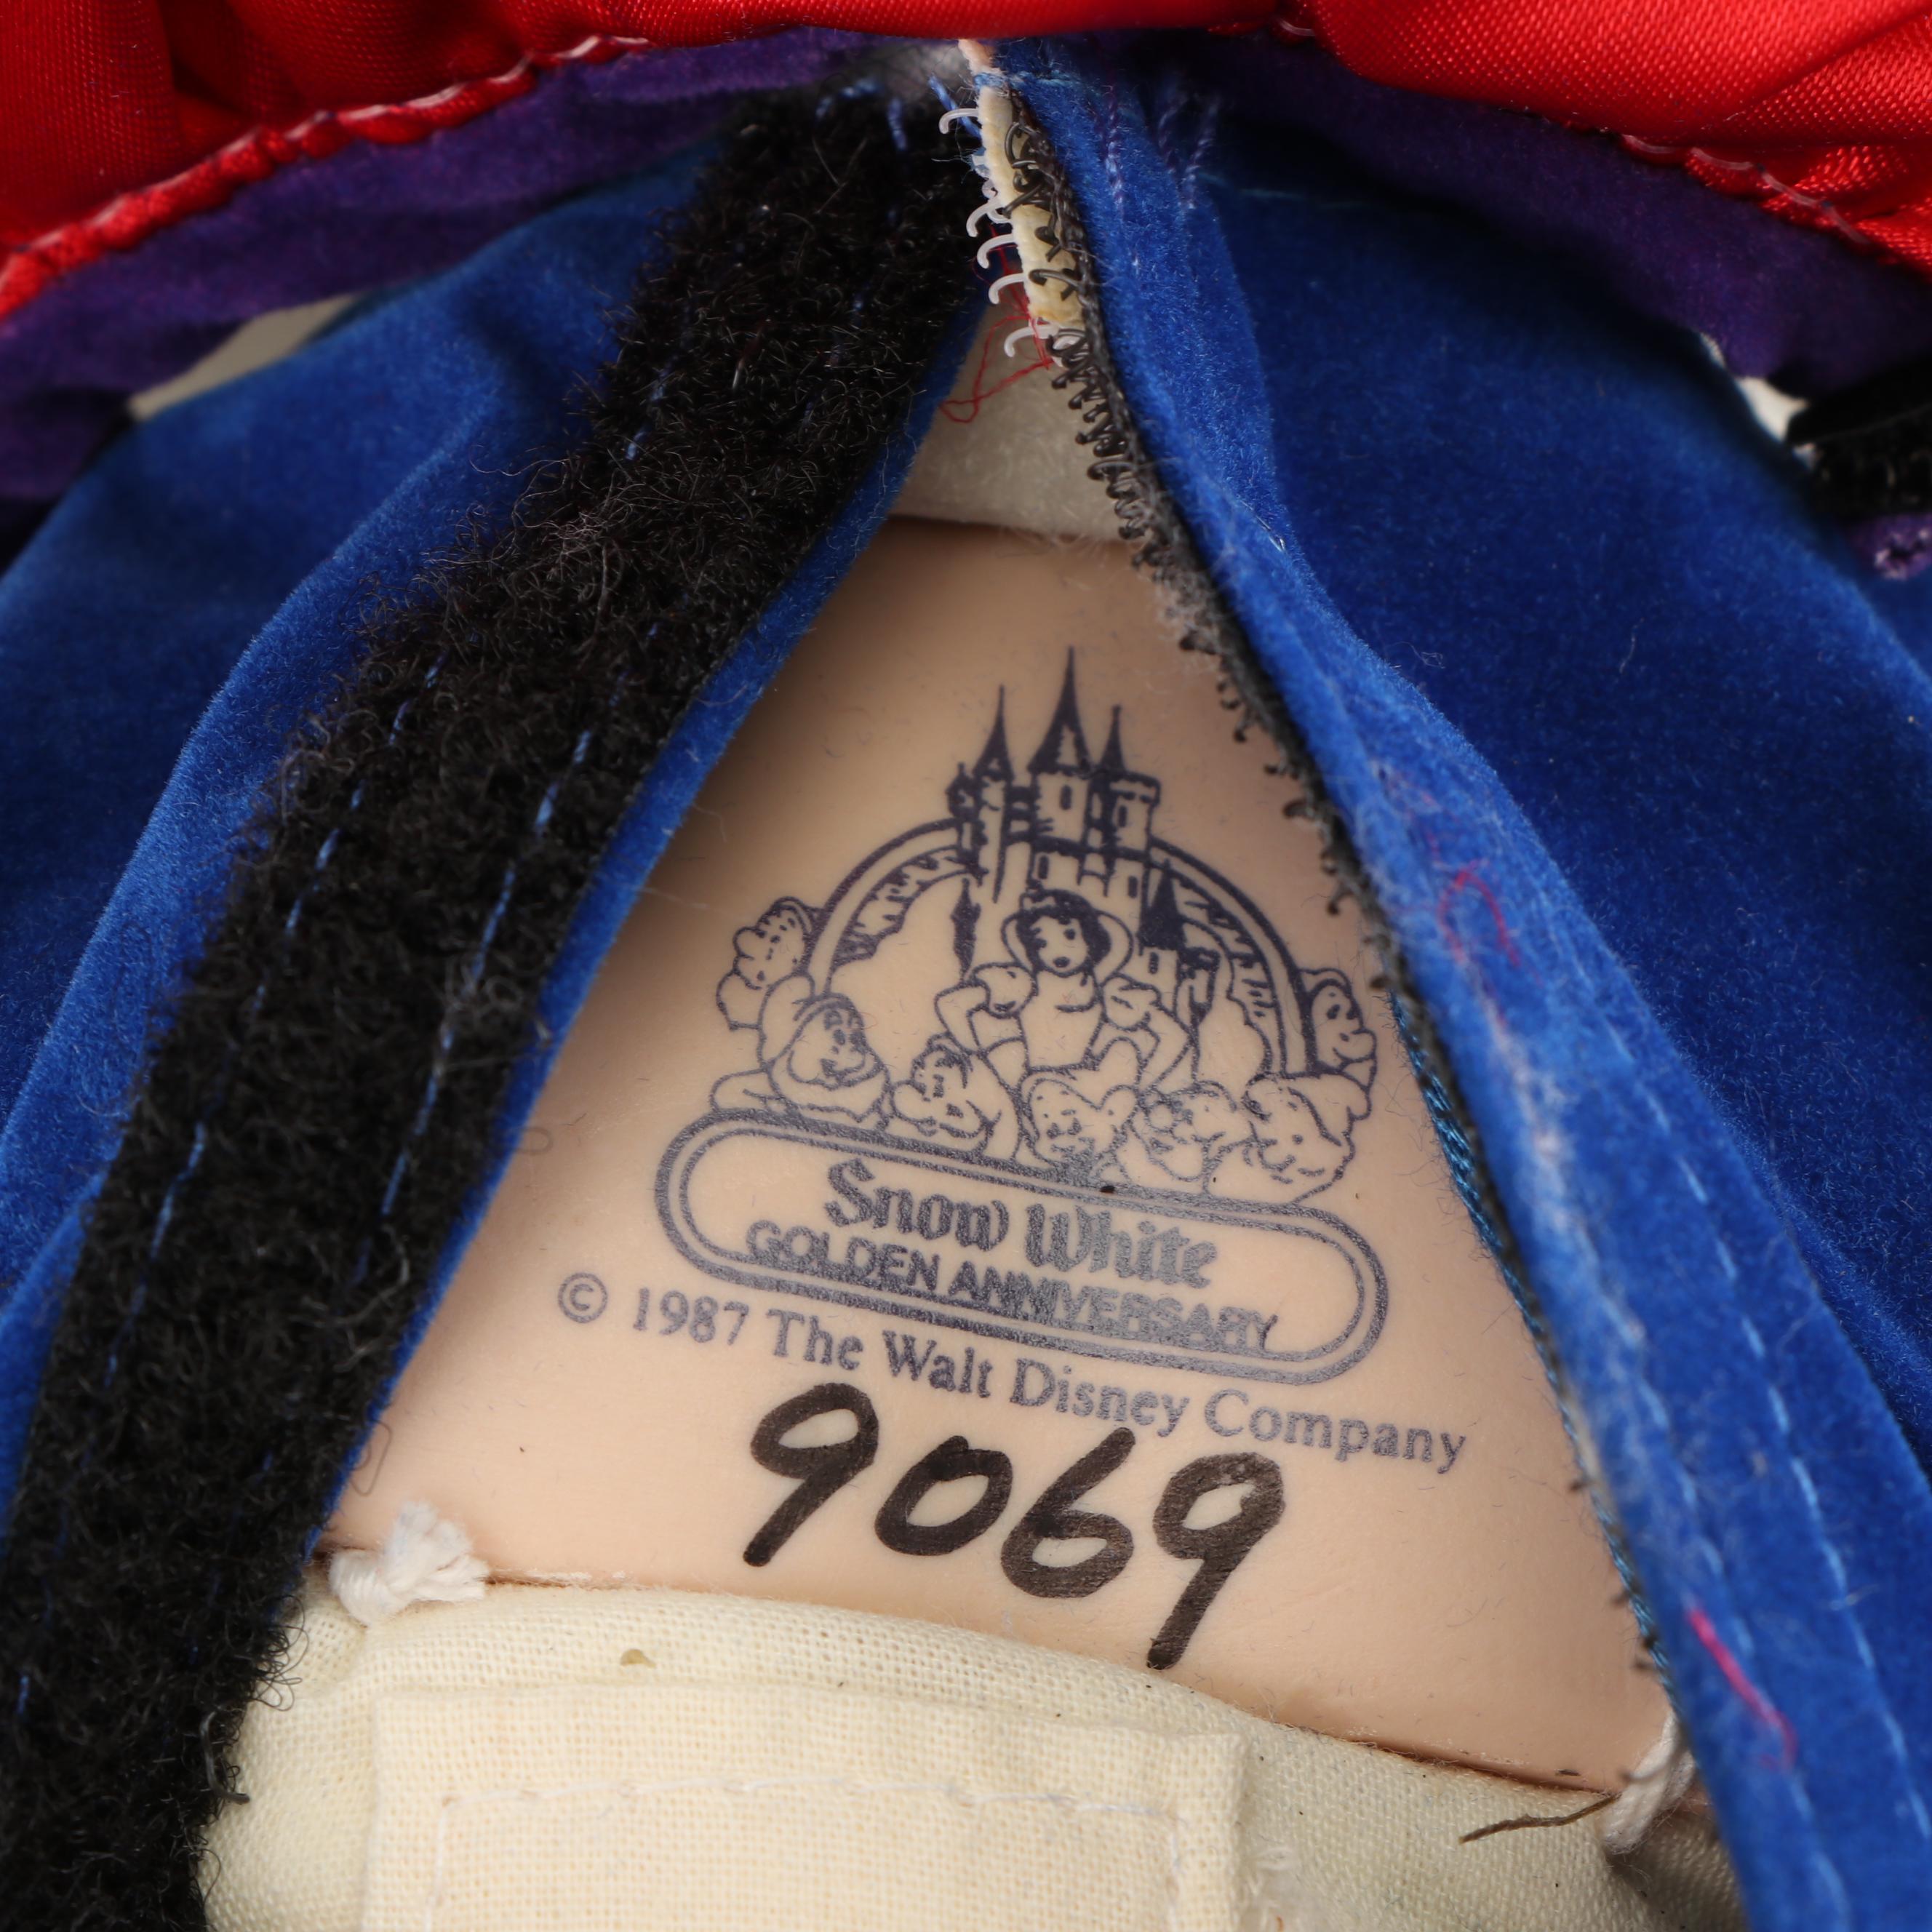 Snow White
GOLDEN ANNIVERSARY
© 1987 The Walt Disney Company
9069